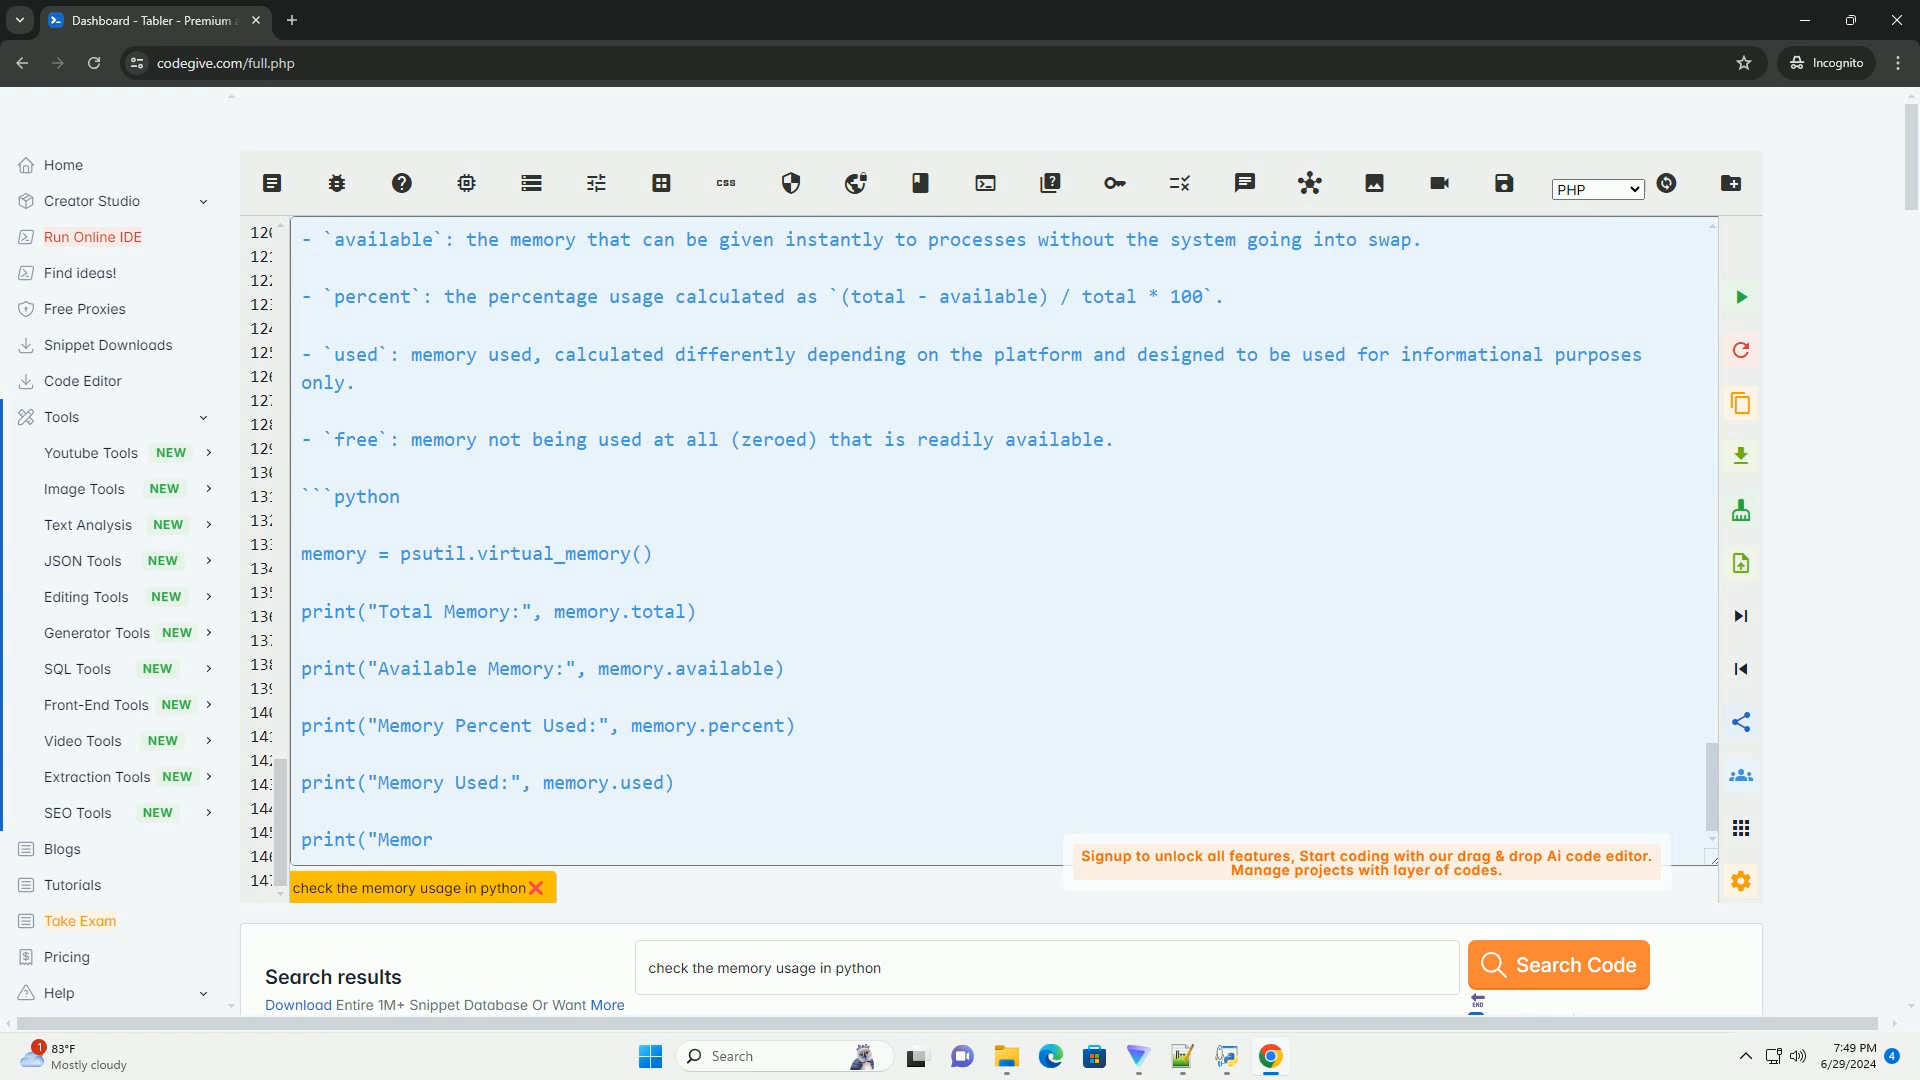 Dashboard - Tabler - Premium
codegive.com/full.php
Incognito
Home
Creator Studio
Run Online IDE
Find ideas!
Free Proxies
Snippet Downloads
Code Editor
Tools
Youtube Tools NEW
Image Tools NEW
Text Analysis NEW
JSON Tools NEW
Editing Tools NEW
Generator Tools NEW
SQL Tools NEW
Front-End Tools NEW
Video Tools NEW
Extraction Tools NEW
SEO Tools NEW
Blogs
Tutorials
Take Exam
Pricing
Help
css
PHP
- `available`: the memory that can be given instantly to processes without the system going into swap.
- `percent`: the percentage usage calculated as `(total - available) / total * 100`.
- `used`: memory used, calculated differently depending on the platform and designed to be used for informational purposes
only.
- `free`: memory not being used at all (zeroed) that is readily available.
```python
memory = psutil.virtual_memory()
print("Total Memory:", memory.total)
print("Available Memory:", memory.available)
print("Memory Percent Used:", memory.percent)
print("Memory Used:", memory.used)
print("Memor
Signup to unlock all features, Start coding with our drag & drop Ai code editor.
Manage projects with layer of codes.
check the memory usage in python
Search results
Download Entire 1M+ Snippet Database Or Want More
check the memory usage in python
Search Code
END
1
83°F
Mostly cloudy
Search
7:49 PM
6/29/2024
4